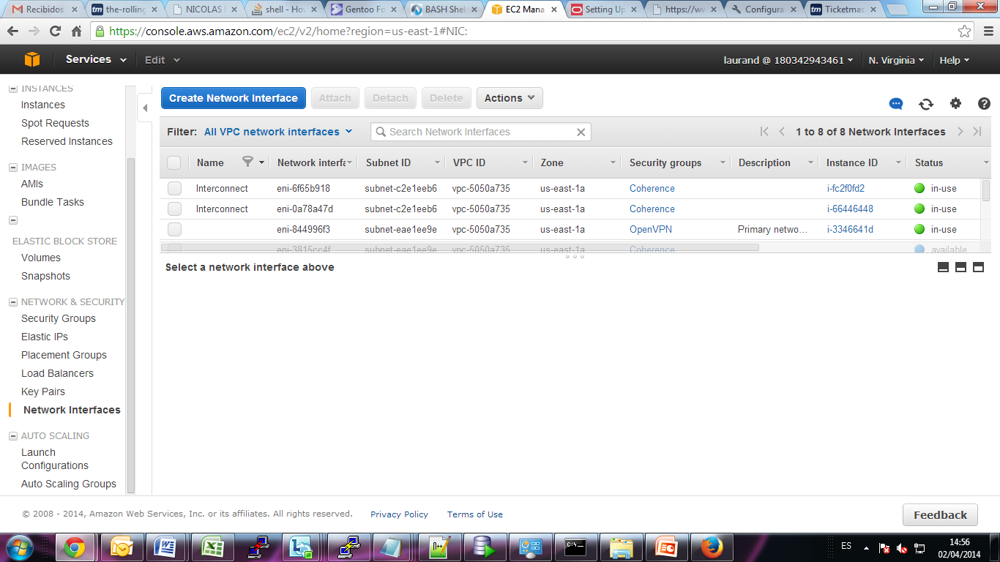 Recibidos
the-rolling
NICOLAS
shell - Hov
Gentoo Fo
BASH Shel
EC2 Mana
Setting Up
https://wv
Configura
Ticketmas
https://console.aws.amazon.com/ec2/v2/home?region=us-east-1#NIC:
Services Edit laurand @ 180342943461 N. Virginia Help
INSTANCES
Instances
Spot Requests
Reserved Instances
IMAGES
AMIs
Bundle Tasks
ELASTIC BLOCK STORE
Volumes
Snapshots
NETWORK & SECURITY
Security Groups
Elastic IPs
Placement Groups
Load Balancers
Key Pairs
Network Interfaces
AUTO SCALING
Launch
Configurations
Auto Scaling Groups
Create Network Interface Attach Detach Delete Actions
Filter: All VPC network interfaces Search Network Interfaces 1 to 8 of 8 Network Interfaces
Name Network interfa Subnet ID VPC ID Zone Security groups Description Instance ID Status
Interconnect eni-6f65b918 subnet-c2e1eeb6 vpc-5050a735 us-east-1a Coherence i-fc2f0fd2 in-use
Interconnect eni-0a78a47d subnet-c2e1eeb6 vpc-5050a735 us-east-1a Coherence i-66446448 in-use
eni-844996f3 subnet-eae1ee9e vpc-5050a735 us-east-1a OpenVPN Primary netwo... i-3346641d in-use
eni-3815cc4f subnet-eae1ee9e vpc-5050a735 us-east-1a Coherence available
Select a network interface above
© 2008 - 2014, Amazon Web Services, Inc. or its affiliates. All rights reserved. Privacy Policy Terms of Use Feedback
ES 14:56
02/04/2014